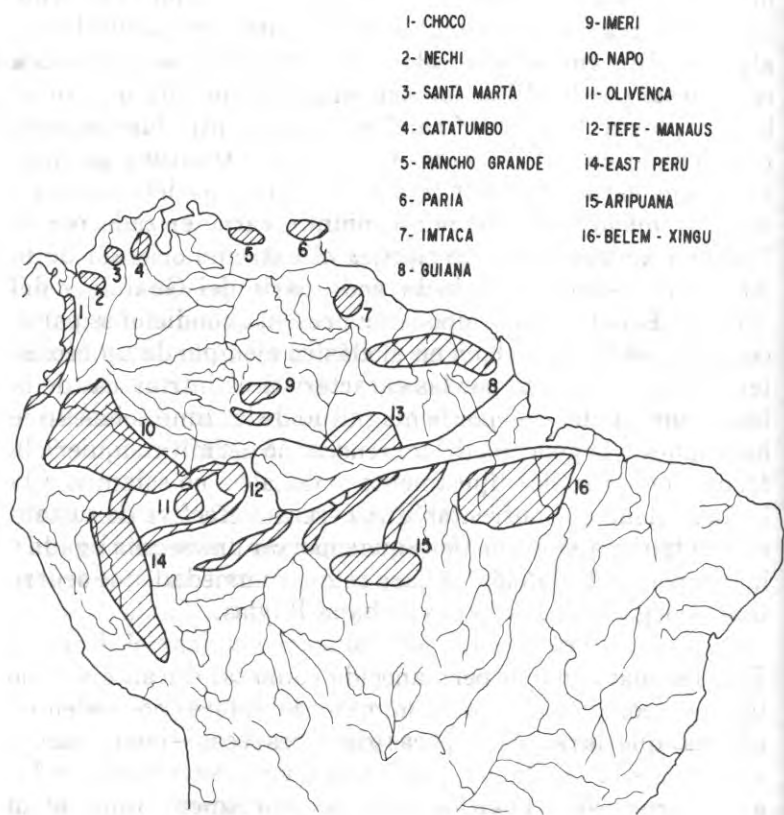 1- CHOCO
2- NECHI
3- SANTA MARTA
4- CATATUMBO
5- RANCHO GRANDE
6- PARIA
7- IMTACA
8- GUIANA
9- IMERI
10- NAPO
11- OLIVENÇA
12- TEFE - MANAUS
14- EAST PERU
15- ARIPUANA
16- BELEM - XINGU
1
2
3
4
5
6
7
8
9
10
11
12
13
14
15
16